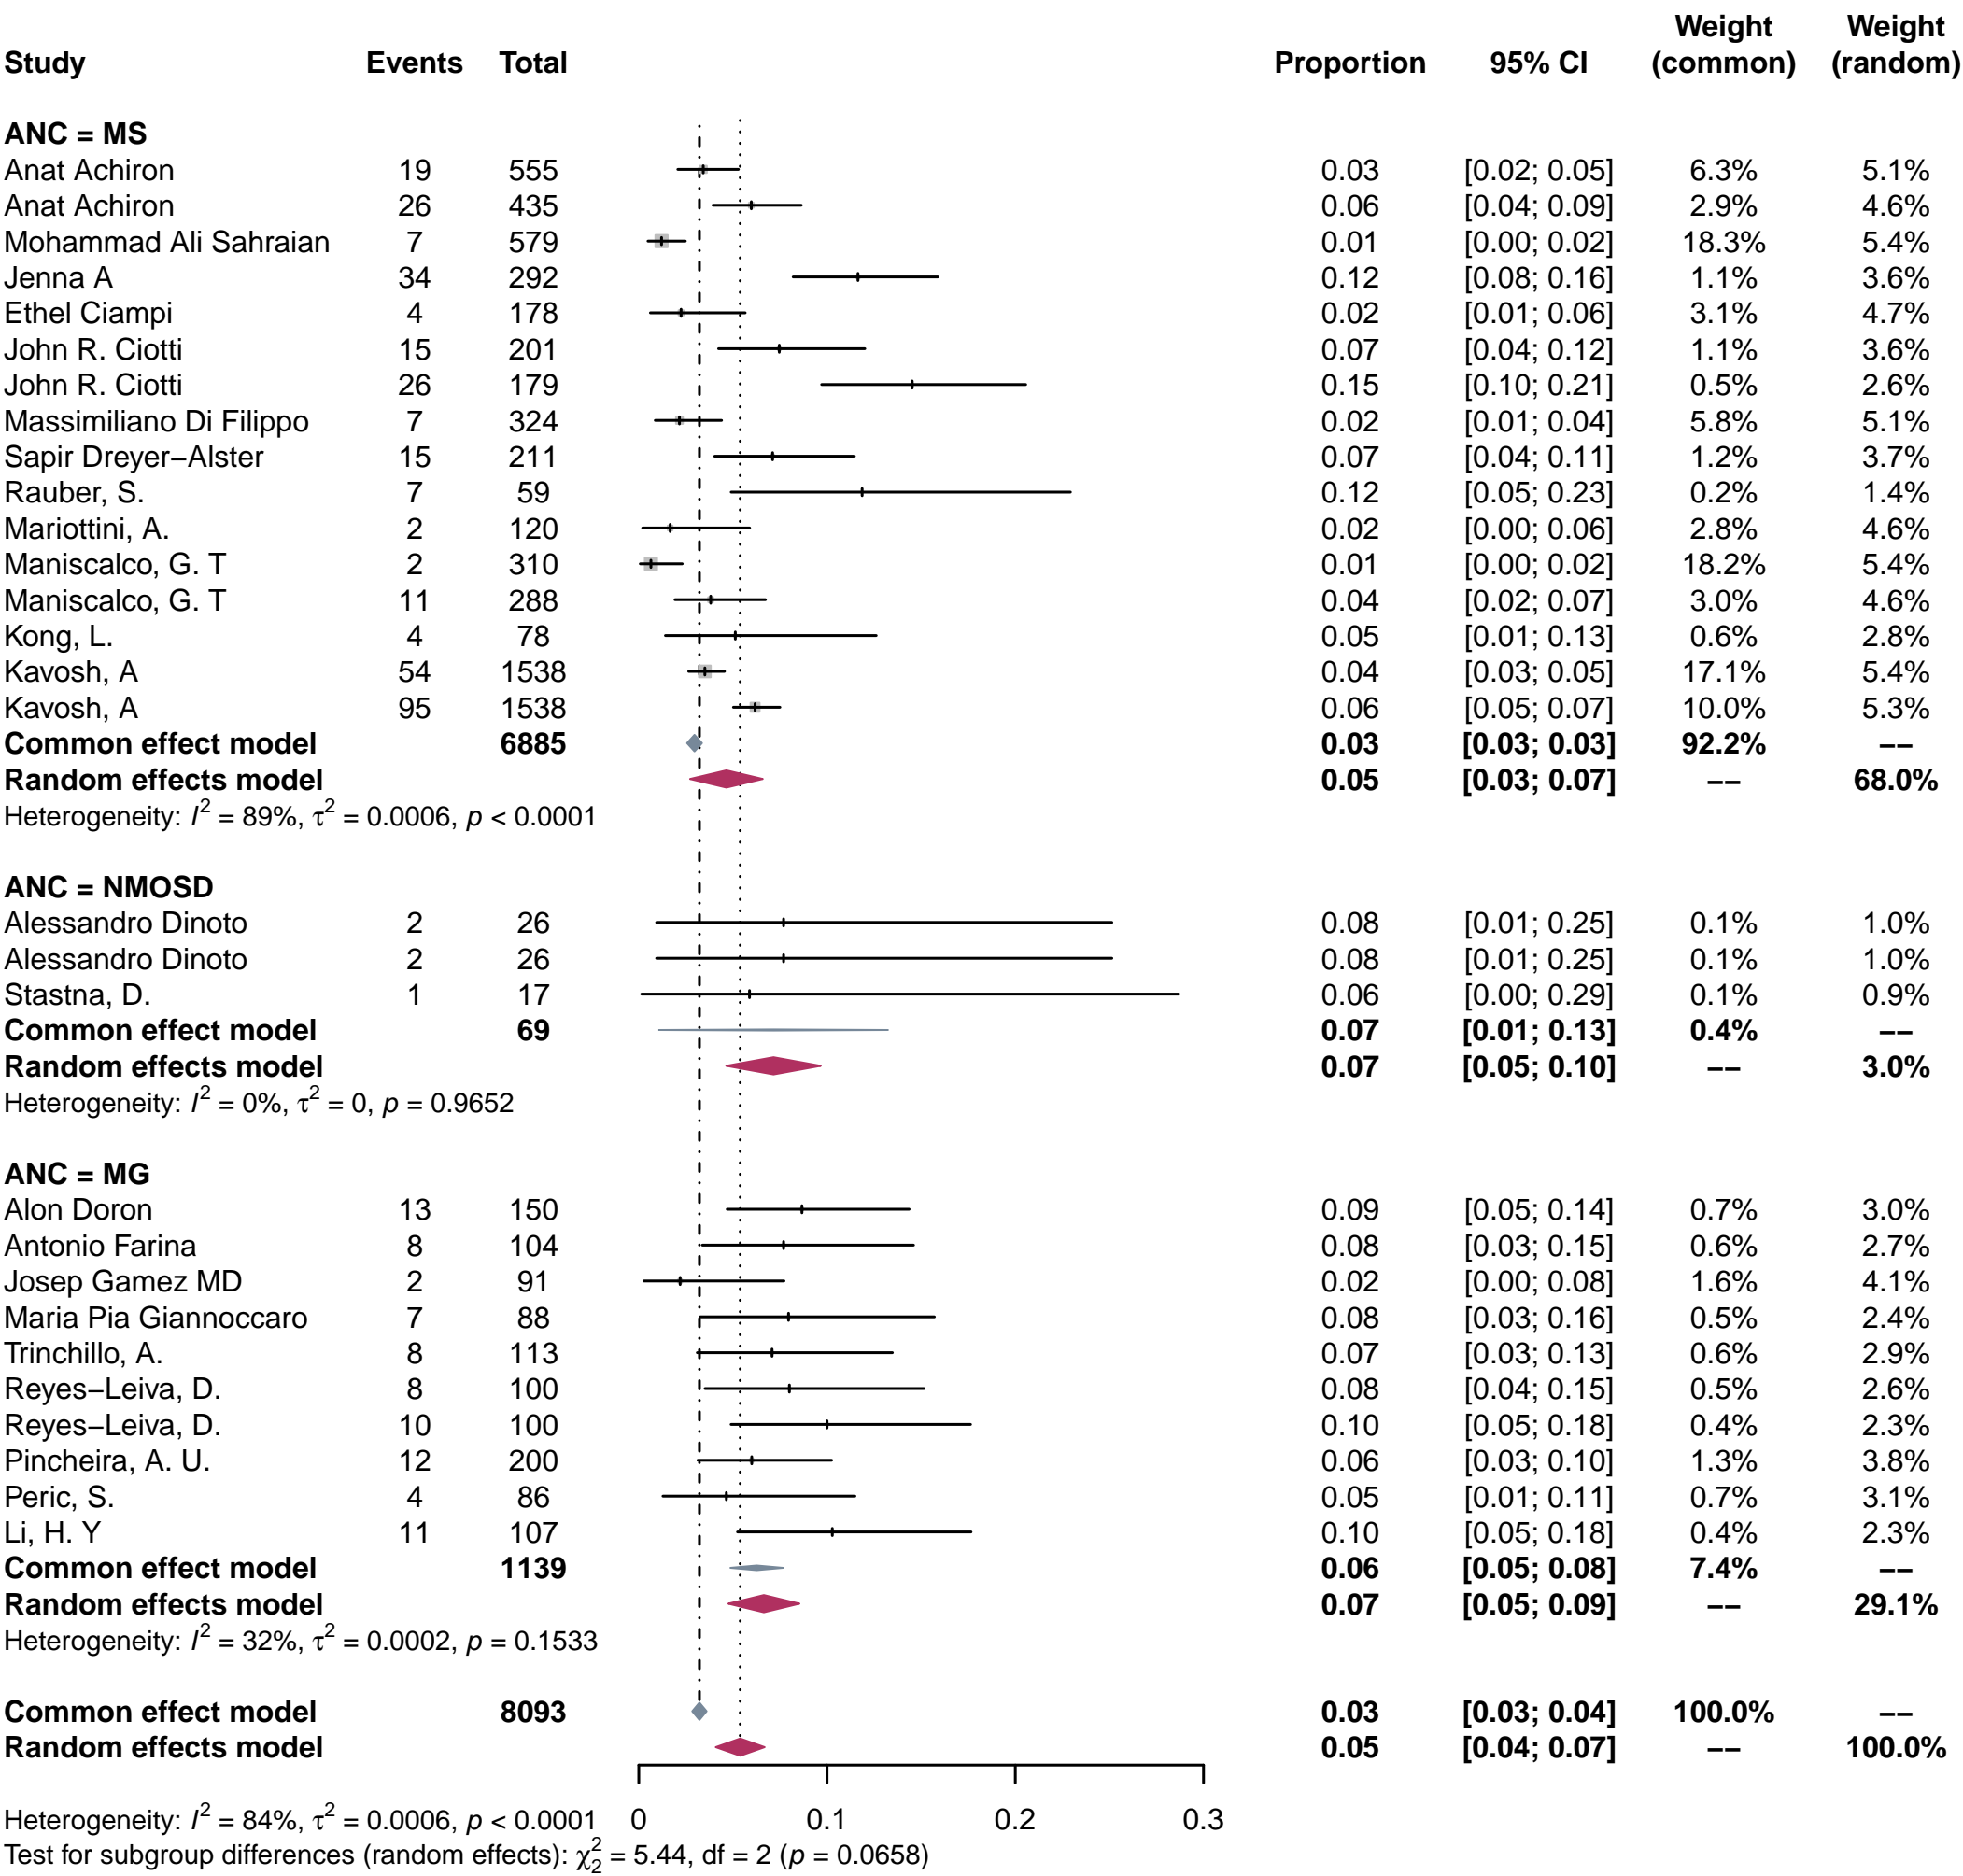 Study Events Total Proportion 95% CI Weight (common) Weight (random)
ANC = MS
Anat Achiron 19 555 0.03 [0.02; 0.05] 6.3% 5.1%
Anat Achiron 26 435 0.06 [0.04; 0.09] 2.9% 4.6%
Mohammad Ali Sahraian 7 579 0.01 [0.00; 0.02] 18.3% 5.4%
Jenna A 34 292 0.12 [0.08; 0.16] 1.1% 3.6%
Ethel Ciampi 4 178 0.02 [0.01; 0.06] 3.1% 4.7%
John R. Ciotti 15 201 0.07 [0.04; 0.12] 1.1% 3.6%
John R. Ciotti 26 179 0.15 [0.10; 0.21] 0.5% 2.6%
Massimiliano Di Filippo 7 324 0.02 [0.01; 0.04] 5.8% 5.1%
Sapir Dreyer−Alster 15 211 0.07 [0.04; 0.11] 1.2% 3.7%
Rauber, S. 7 59 0.12 [0.05; 0.23] 0.2% 1.4%
Mariottini, A. 2 120 0.02 [0.00; 0.06] 2.8% 4.6%
Maniscalco, G. T 2 310 0.01 [0.00; 0.02] 18.2% 5.4%
Maniscalco, G. T 11 288 0.04 [0.02; 0.07] 3.0% 4.6%
Kong, L. 4 78 0.05 [0.01; 0.13] 0.6% 2.8%
Kavosh, A 54 1538 0.04 [0.03; 0.05] 17.1% 5.4%
Kavosh, A 95 1538 0.06 [0.05; 0.07] 10.0% 5.3%
Common effect model 6885 0.03 [0.03; 0.03] 92.2% −−
Random effects model 0.05 [0.03; 0.07] −− 68.0%
Heterogeneity: I² = 89%, τ² = 0.0006, p < 0.0001
ANC = NMOSD
Alessandro Dinoto 2 26 0.08 [0.01; 0.25] 0.1% 1.0%
Alessandro Dinoto 2 26 0.08 [0.01; 0.25] 0.1% 1.0%
Stastna, D. 1 17 0.06 [0.00; 0.29] 0.1% 0.9%
Common effect model 69 0.07 [0.01; 0.13] 0.4% −−
Random effects model 0.07 [0.05; 0.10] −− 3.0%
Heterogeneity: I² = 0%, τ² = 0, p = 0.9652
ANC = MG
Alon Doron 13 150 0.09 [0.05; 0.14] 0.7% 3.0%
Antonio Farina 8 104 0.08 [0.03; 0.15] 0.6% 2.7%
Josep Gamez MD 2 91 0.02 [0.00; 0.08] 1.6% 4.1%
Maria Pia Giannoccaro 7 88 0.08 [0.03; 0.16] 0.5% 2.4%
Trinchillo, A. 8 113 0.07 [0.03; 0.13] 0.6% 2.9%
Reyes−Leiva, D. 8 100 0.08 [0.04; 0.15] 0.5% 2.6%
Reyes−Leiva, D. 10 100 0.10 [0.05; 0.18] 0.4% 2.3%
Pincheira, A. U. 12 200 0.06 [0.03; 0.10] 1.3% 3.8%
Peric, S. 4 86 0.05 [0.01; 0.11] 0.7% 3.1%
Li, H. Y 11 107 0.10 [0.05; 0.18] 0.4% 2.3%
Common effect model 1139 0.06 [0.05; 0.08] 7.4% −−
Random effects model 0.07 [0.05; 0.09] −− 29.1%
Heterogeneity: I² = 32%, τ² = 0.0002, p = 0.1533
Common effect model 8093 0.03 [0.03; 0.04] 100.0% −−
Random effects model 0.05 [0.04; 0.07] −− 100.0%
0 0.1 0.2 0.3
Heterogeneity: I² = 84%, τ² = 0.0006, p < 0.0001
Test for subgroup differences (random effects): χ²₂ = 5.44, df = 2 (p = 0.0658)